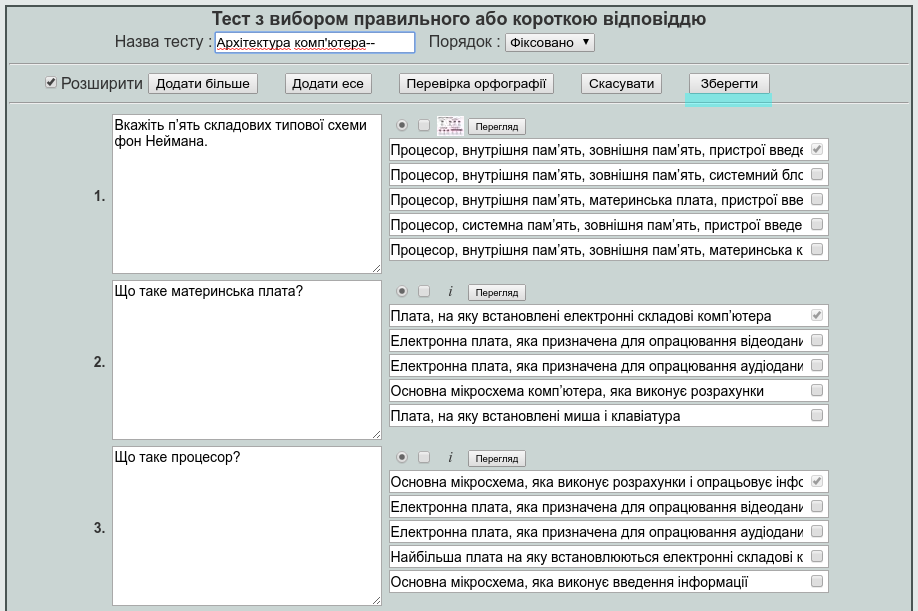 Тест з вибором правильного або короткою відповіддю
Назва тесту : Архітектура комп'ютера-- Порядок : Фіксовано
Розширити Додати більше Додати есе Перевірка орфографії Скасувати Зберегти
1.
Вкажіть п’ять складових типової схеми
фон Неймана.
Перегляд
Процесор, внутрішня пам’ять, зовнішня пам’ять, пристрої введе
Процесор, внутрішня пам’ять, зовнішня пам’ять, системний бло
Процесор, внутрішня пам’ять, материнська плата, пристрої вве
Процесор, системна пам’ять, зовнішня пам’ять, пристрої введе
Процесор, внутрішня пам’ять, зовнішня пам’ять, материнська к
2.
Що таке материнська плата?
i Перегляд
Плата, на яку встановлені електронні складові комп’ютера
Електронна плата, яка призначена для опрацювання відеодани
Електронна плата, яка призначена для опрацювання аудіодани
Основна мікросхема комп’ютера, яка виконує розрахунки
Плата, на яку встановлені миша і клавіатура
3.
Що таке процесор?
i Перегляд
Основна мікросхема, яка виконує розрахунки і опрацьовує інфо
Електронна плата, яка призначена для опрацювання відеодани
Електронна плата, яка призначена для опрацювання аудіодани
Найбільша плата на яку встановлюються електронні складові к
Основна мікросхема, яка виконує введення інформації